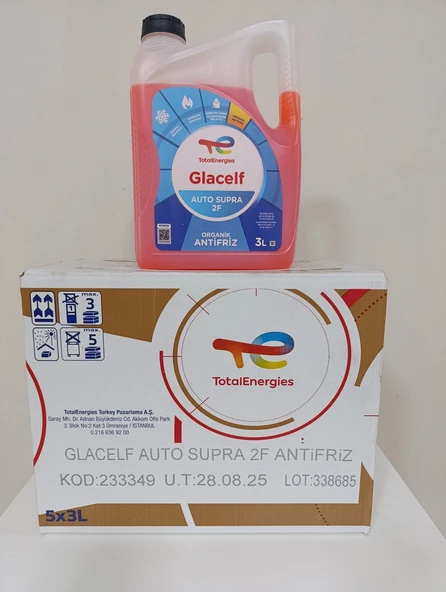 TotalEnergies
Glacelf
AUTO SUPRA
2F
ORGANİK
ANTİFRİZ
3L
max.
3
max.
5
TotalEnergies
TotalEnergies Turkey Pazarlama A.Ş.
Saray Mh. Dr. Adnan Büyükdeniz Cd. Akkom Ofis Park
3. Blok No:2 Kat:3 Ümraniye / İSTANBUL
0 216 636 92 00
GLACELF AUTO SUPRA 2F ANTiFRiZ
KOD:233349 U.T:28.08.25 LOT:338685
5x3L